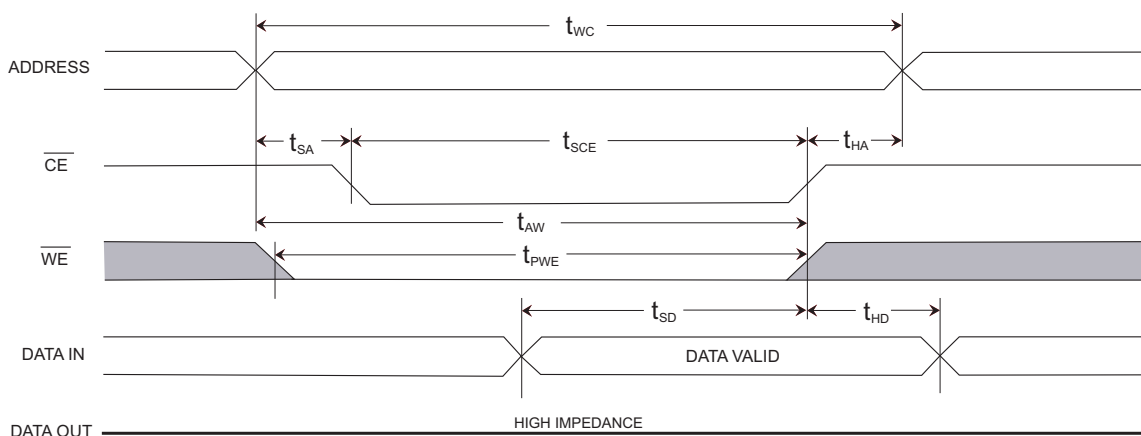 tWC
ADDRESS
tSA
tSCE
tHA
CE
tAW
WE
tPWE
tSD
tHD
DATA IN
DATA VALID
HIGH IMPEDANCE
DATA OUT